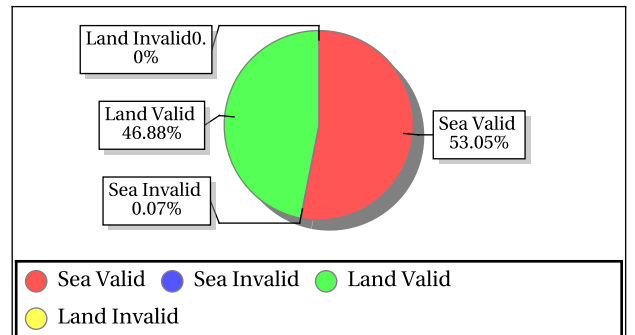 Land Invalid0.
0%
Land Valid
46.88%
Sea Valid
53.05%
Sea Invalid
0.07%
Sea Valid Sea Invalid Land Valid
Land Invalid